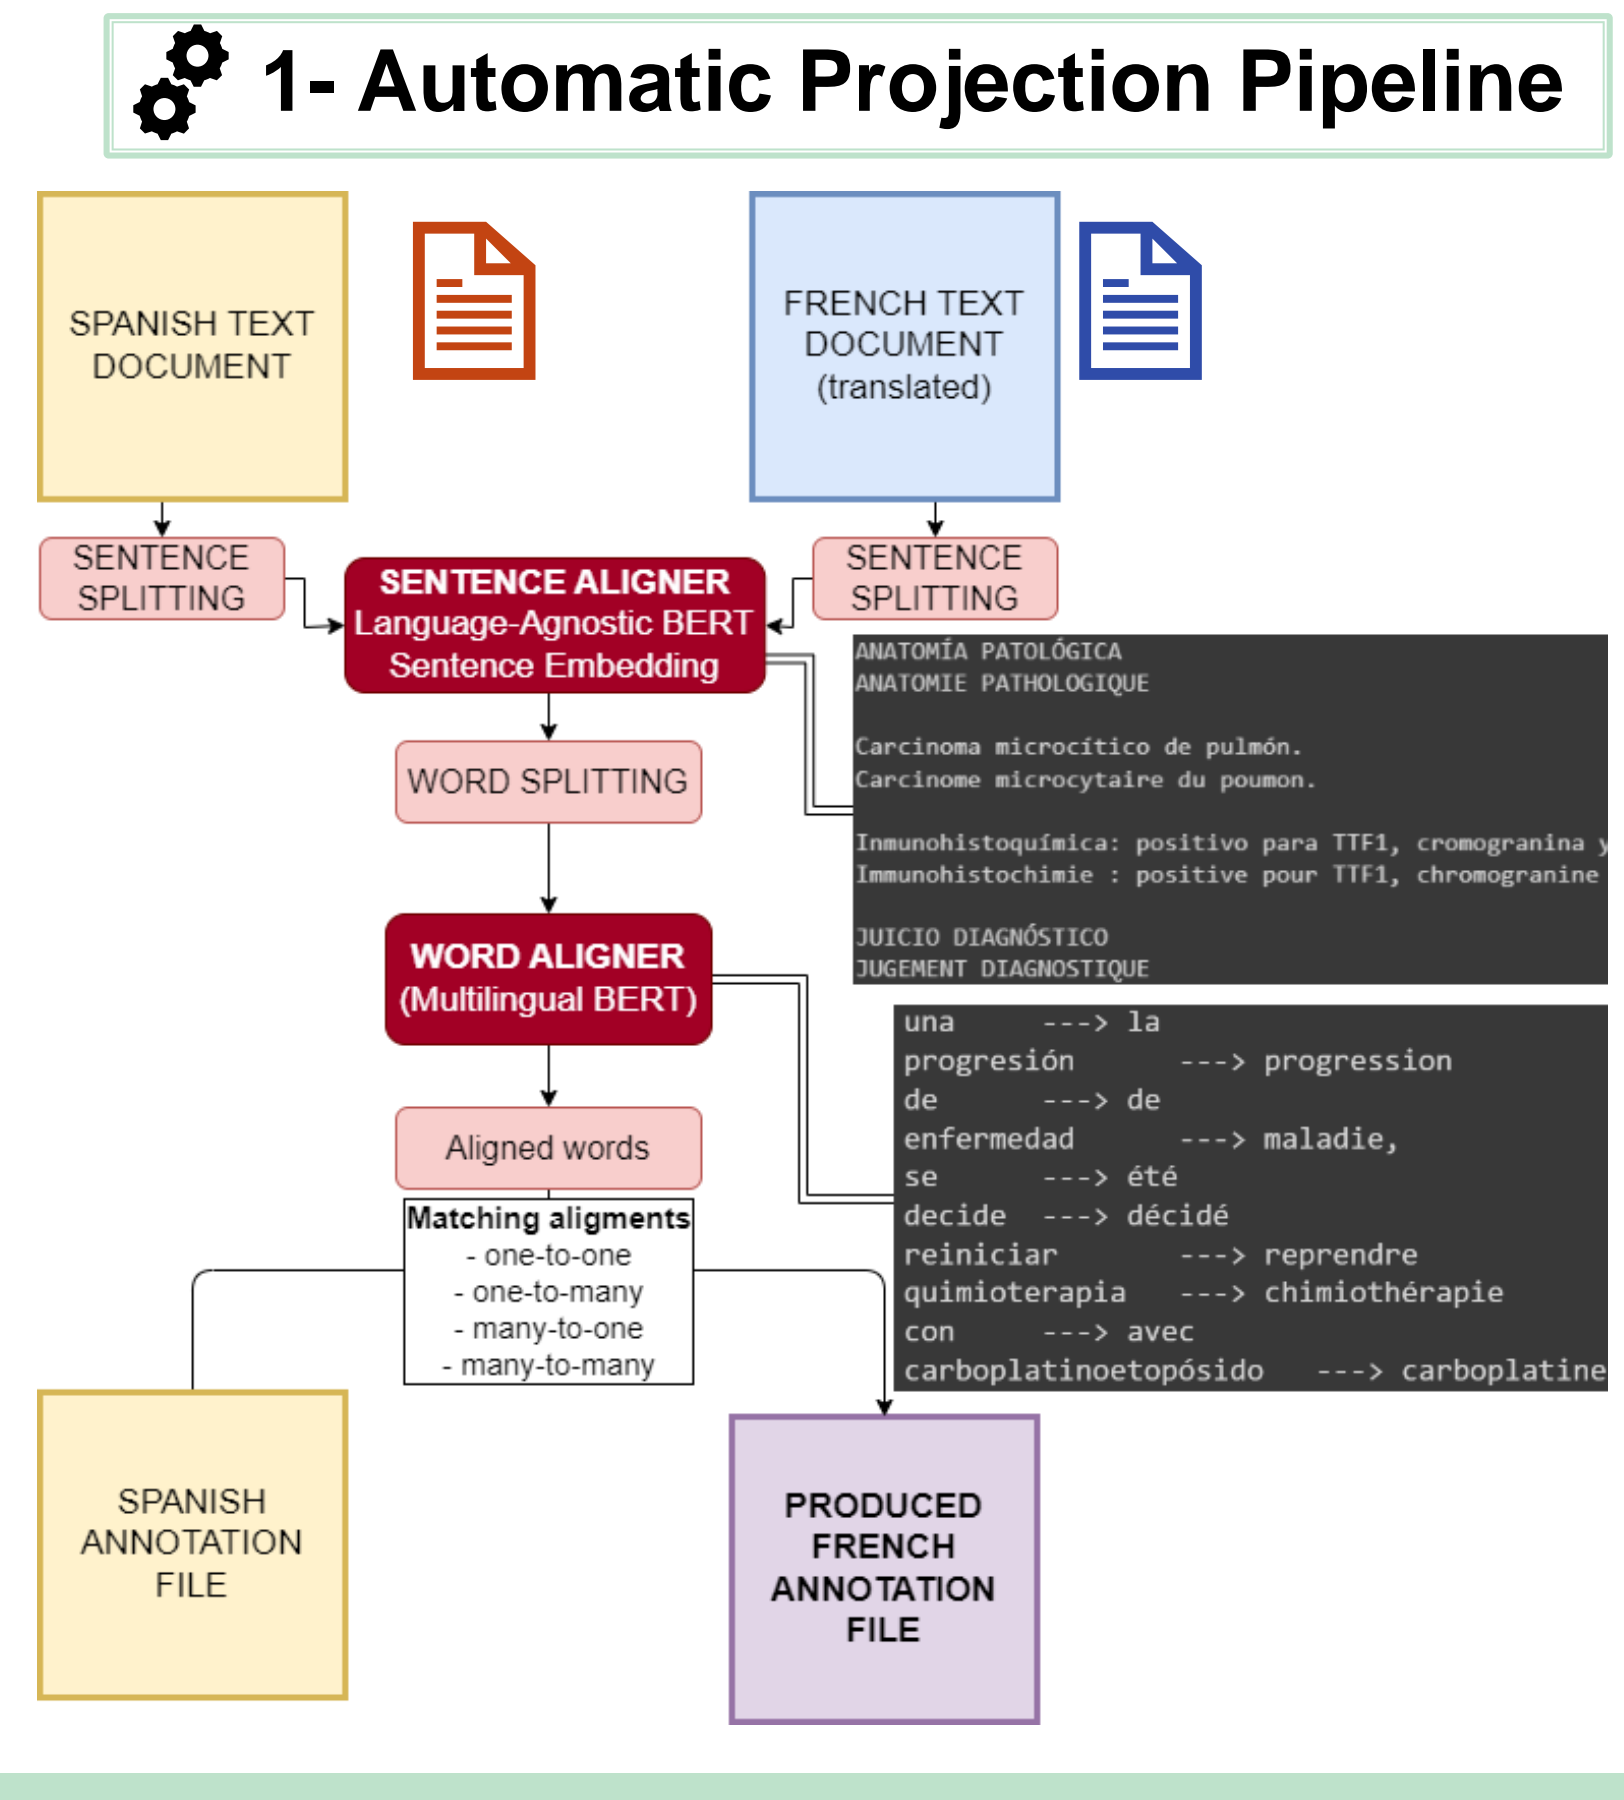 1- Automatic Projection Pipeline
SPANISH TEXT
DOCUMENT
FRENCH TEXT
DOCUMENT
(translated)
SENTENCE
SPLITTING
SENTENCE ALIGNER
Language-Agnostic BERT
Sentence Embedding
SENTENCE
SPLITTING
ANATOMÍA PATOLÓGICA
ANATOMIE PATHOLOGIQUE
Carcinoma microcítico de pulmón.
Carcinome microcytaire du poumon.
Inmunohistoquímica: positivo para TTF1, cromogranina y
Immunohistochimie : positive pour TTF1, chromogranine
JUICIO DIAGNÓSTICO
JUGEMENT DIAGNOSTIQUE
WORD SPLITTING
WORD ALIGNER
(Multilingual BERT)
una ---> la
progresión ---> progression
de ---> de
enfermedad ---> maladie,
se ---> été
decide ---> décidé
reiniciar ---> reprendre
quimioterapia ---> chimiothérapie
con ---> avec
carboplatinoetopósido ---> carboplatine
Aligned words
Matching aligments
- one-to-one
- one-to-many
- many-to-one
- many-to-many
SPANISH
ANNOTATION
FILE
PRODUCED
FRENCH
ANNOTATION
FILE